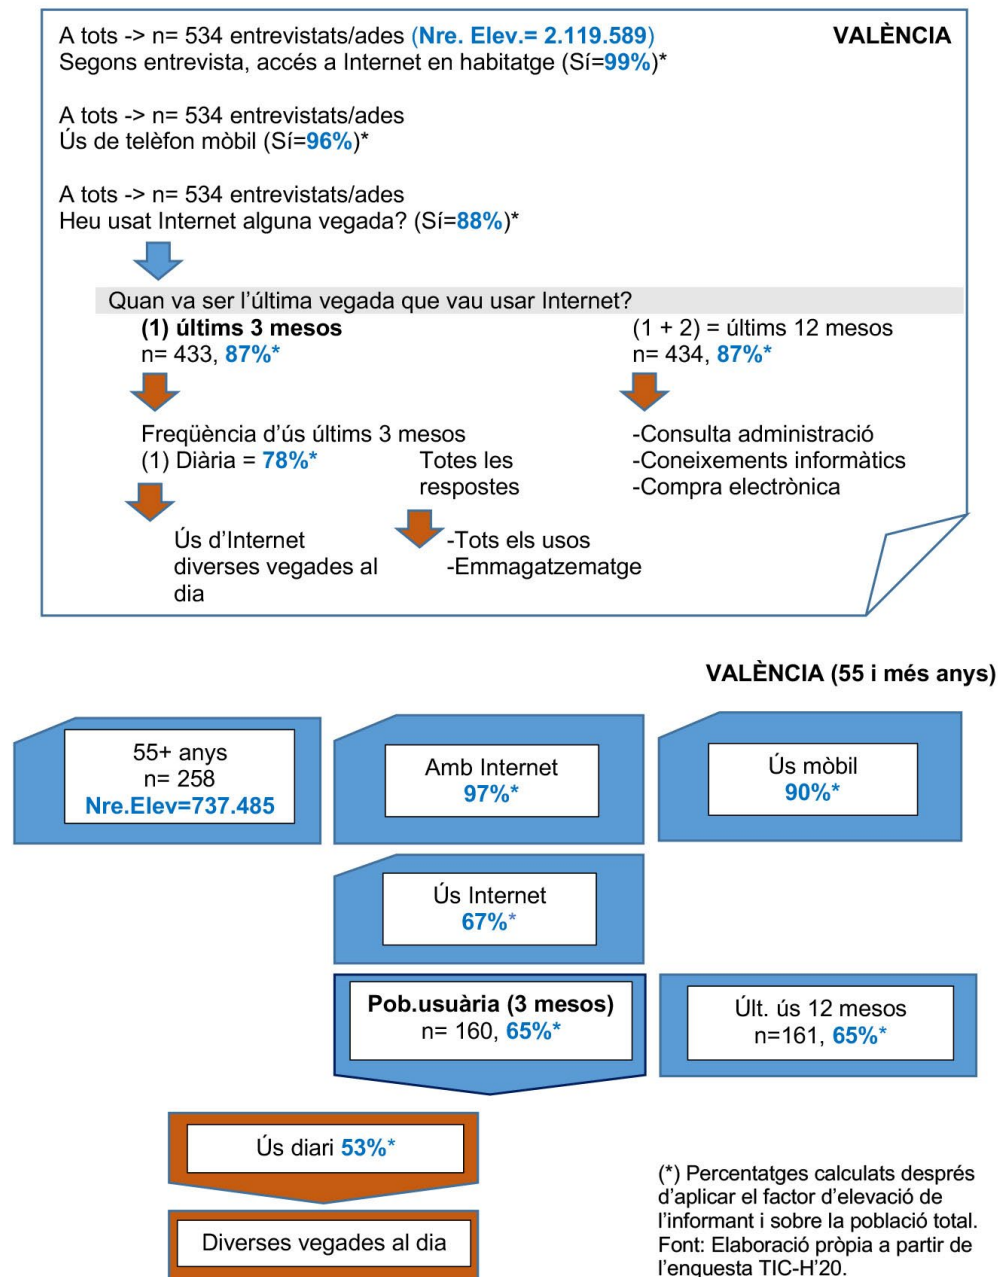 A tots -> n= 534 entrevistats/ades (Nre. Elev.= 2.119.589)
VALÈNCIA
Segons entrevista, accés a Internet en habitatge (Sí=99%)*
A tots -> n= 534 entrevistats/ades
Ús de telèfon mòbil (Sí=96%)*
A tots -> n= 534 entrevistats/ades
Heu usat Internet alguna vegada? (Sí=88%)*
Quan va ser l’última vegada que vau usar Internet?
(1) últims 3 mesos
n= 433, 87%*
(1 + 2) = últims 12 mesos
n= 434, 87%*
Freqüència d’ús últims 3 mesos
(1) Diària = 78%*
Totes les
respostes
-Consulta administració
-Coneixements informàtics
-Compra electrònica
Ús d’Internet
diverses vegades al
dia
-Tots els usos
-Emmagatzematge
VALÈNCIA (55 i més anys)
55+ anys
n= 258
Nre.Elev=737.485
Amb Internet
97%*
Ús mòbil
90%*
Ús Internet
67%*
Pob.usuària (3 mesos)
n= 160, 65%*
Últ. ús 12 mesos
n=161, 65%*
Ús diari 53%*
Diverses vegades al dia
(*) Percentatges calculats després
d’aplicar el factor d’elevació de
l’informant i sobre la població total.
Font: Elaboració pròpia a partir de
l’enquesta TIC-H’20.